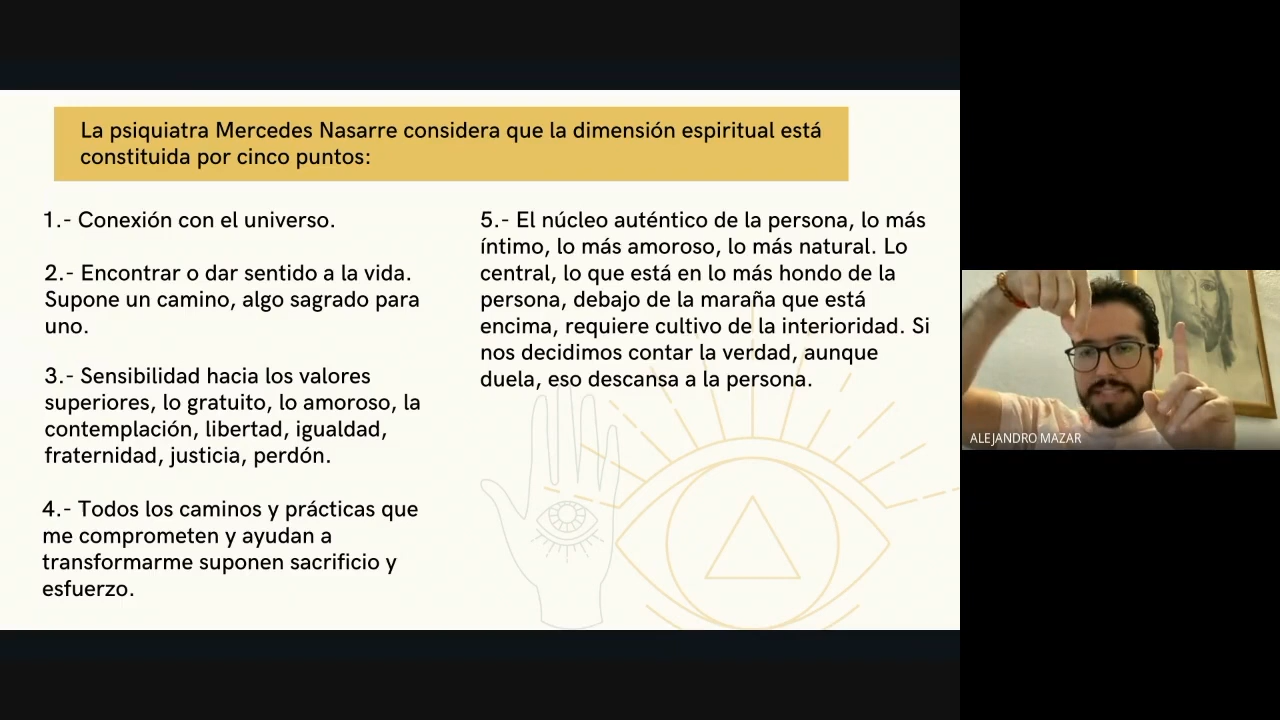 La psiquiatra Mercedes Nasarre considera que la dimensión espiritual está
constituida por cinco puntos:
1.- Conexión con el universo.
2.- Encontrar o dar sentido a la vida.
Supone un camino, algo sagrado para
uno.
3.- Sensibilidad hacia los valores
superiores, lo gratuito, lo amoroso, la
contemplación, libertad, igualdad,
fraternidad, justicia, perdón.
4.- Todos los caminos y prácticas que
me comprometen y ayudan a
transformarme suponen sacrificio y
esfuerzo.
5.- El núcleo auténtico de la persona, lo más
íntimo, lo más amoroso, lo más natural. Lo
central, lo que está en lo más hondo de la
persona, debajo de la maraña que está
encima, requiere cultivo de la interioridad. Si
nos decidimos contar la verdad, aunque
duela, eso descansa a la persona.
ALEJANDRO MAZAR